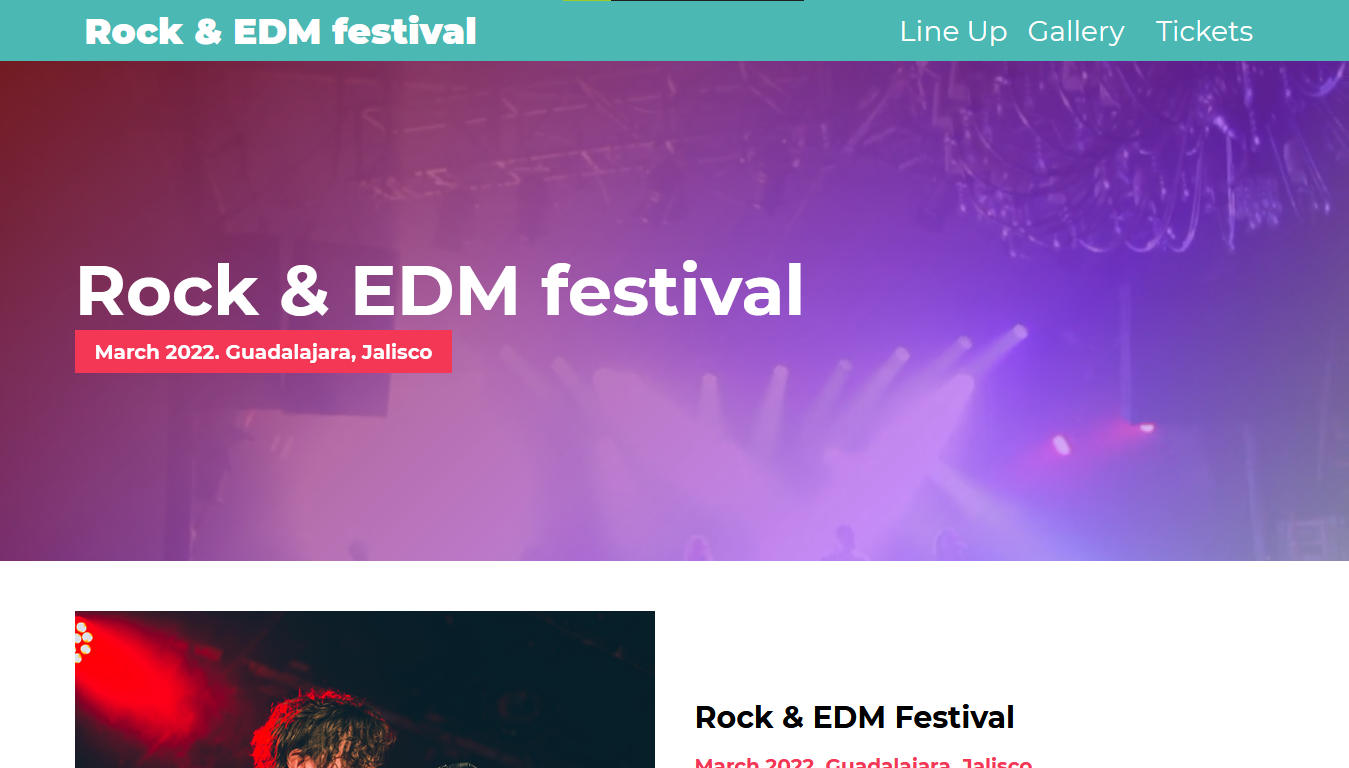 Rock & EDM festival
Line Up Gallery Tickets
Rock & EDM festival
March 2022. Guadalajara, Jalisco
Rock & EDM Festival
March 2022. Guadalajara, Jalisco